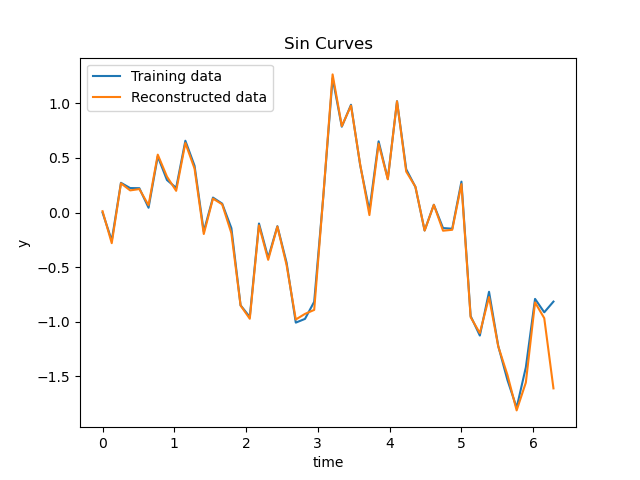 Sin Curves
Training data
Reconstructed data
1.0
0.5
0.0
−0.5
−1.0
−1.5
y
0 1 2 3 4 5 6
time